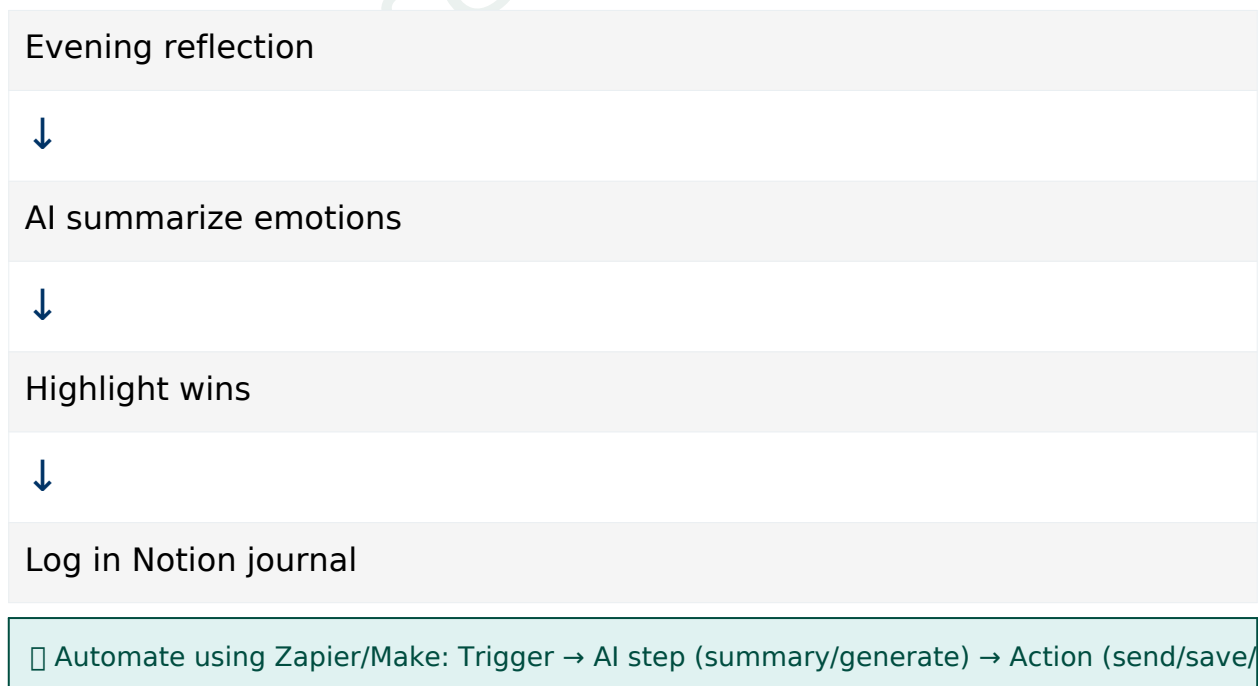 Evening reflection
↓
AI summarize emotions
↓
Highlight wins
↓
Log in Notion journal
▯ Automate using Zapier/Make: Trigger → AI step (summary/generate) → Action (send/save/